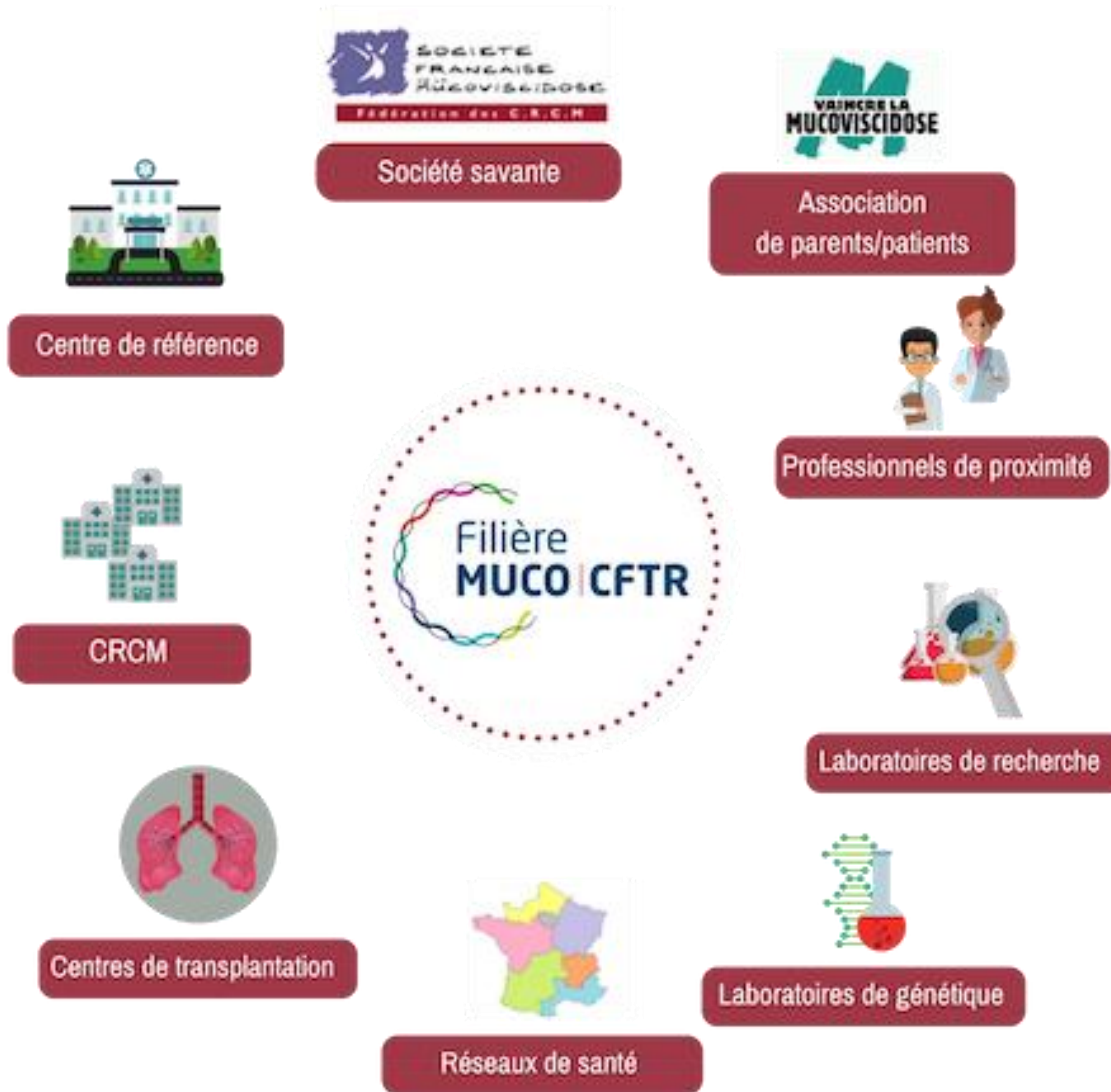 SOCIETE
FRANCAISE
MUCOVISCIDOSE
Fédération des C.R.C.M
Société savante
VAINCRE LA
MUCOVISCIDOSE
Association
de parents/patients
Centre de référence
Professionnels de proximité
Filière
MUCO CFTR
CRCM
Laboratoires de recherche
Centres de transplantation
Laboratoires de génétique
Réseaux de santé